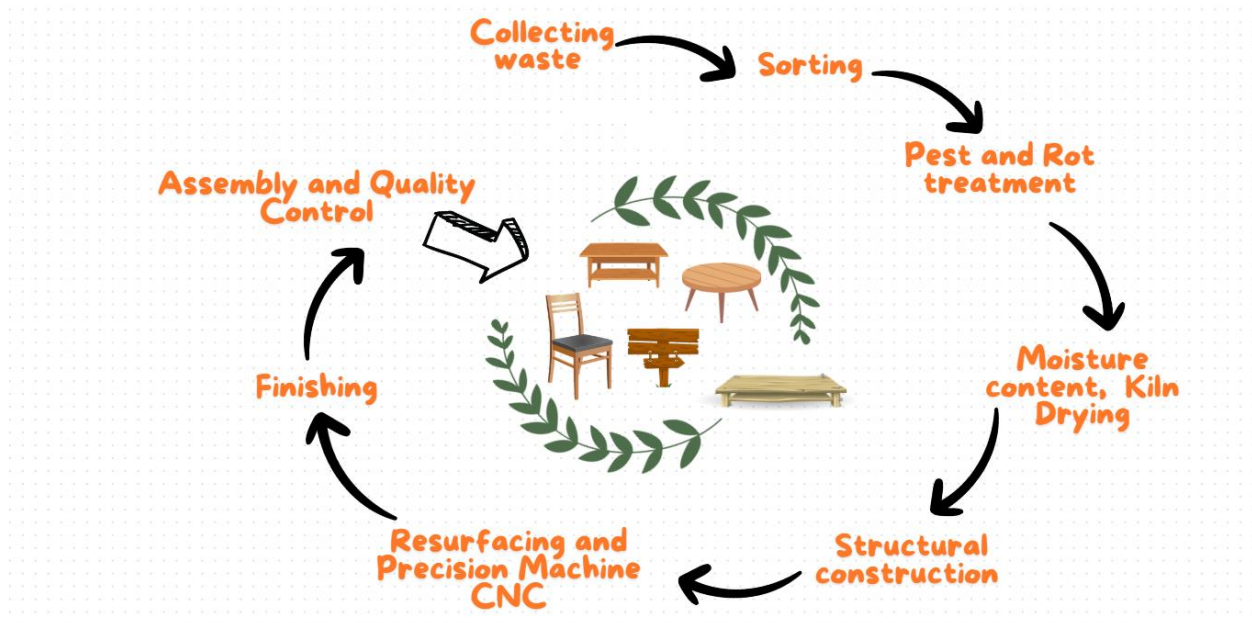 Collecting
waste
Sorting
Pest and Rot
treatment
Moisture
content, Kiln
Drying
Structural
construction
Resurfacing and
Precision Machine
CNC
Finishing
Assembly and Quality
Control